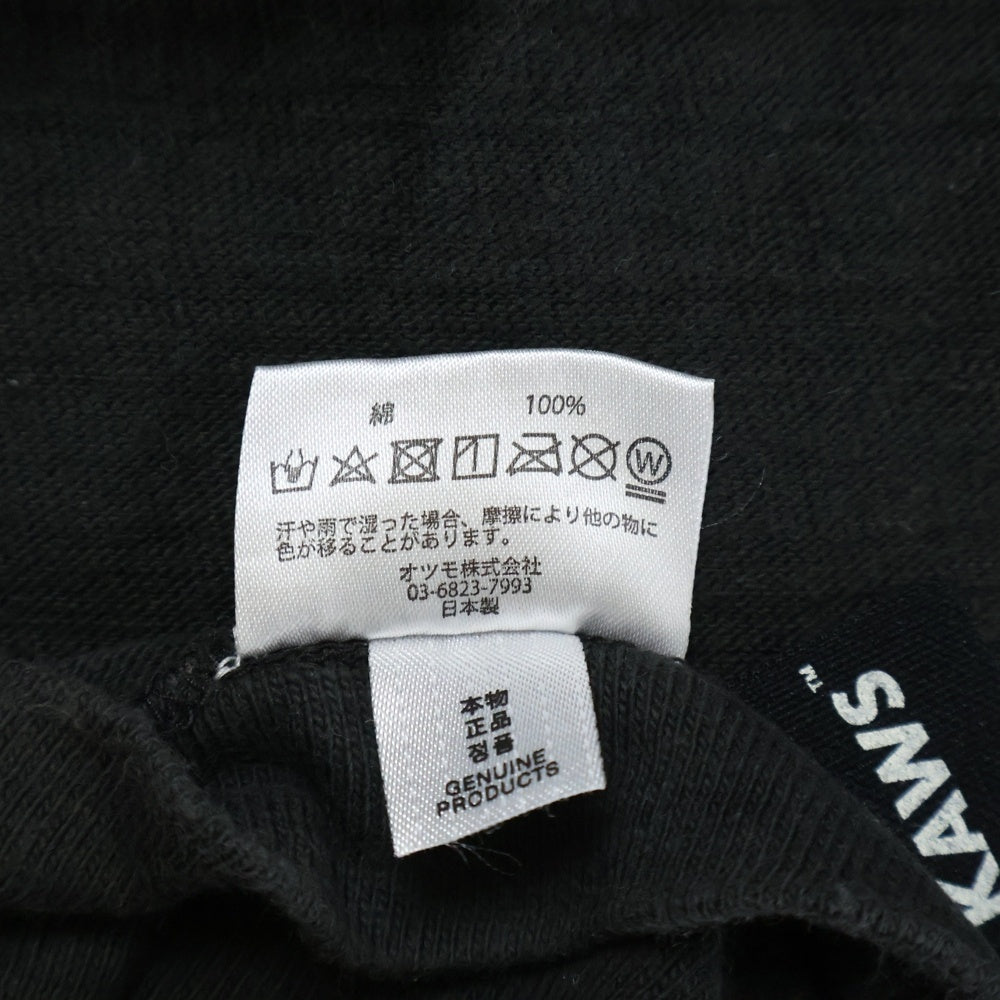 綿 100%
W
汗や雨で湿った場合、摩擦により他の物に
色が移ることがあります。
オツモ株式会社
03-6823-7993
日本製
本物
正品
정품
GENUINE
PRODUCTS
KAWS
TM